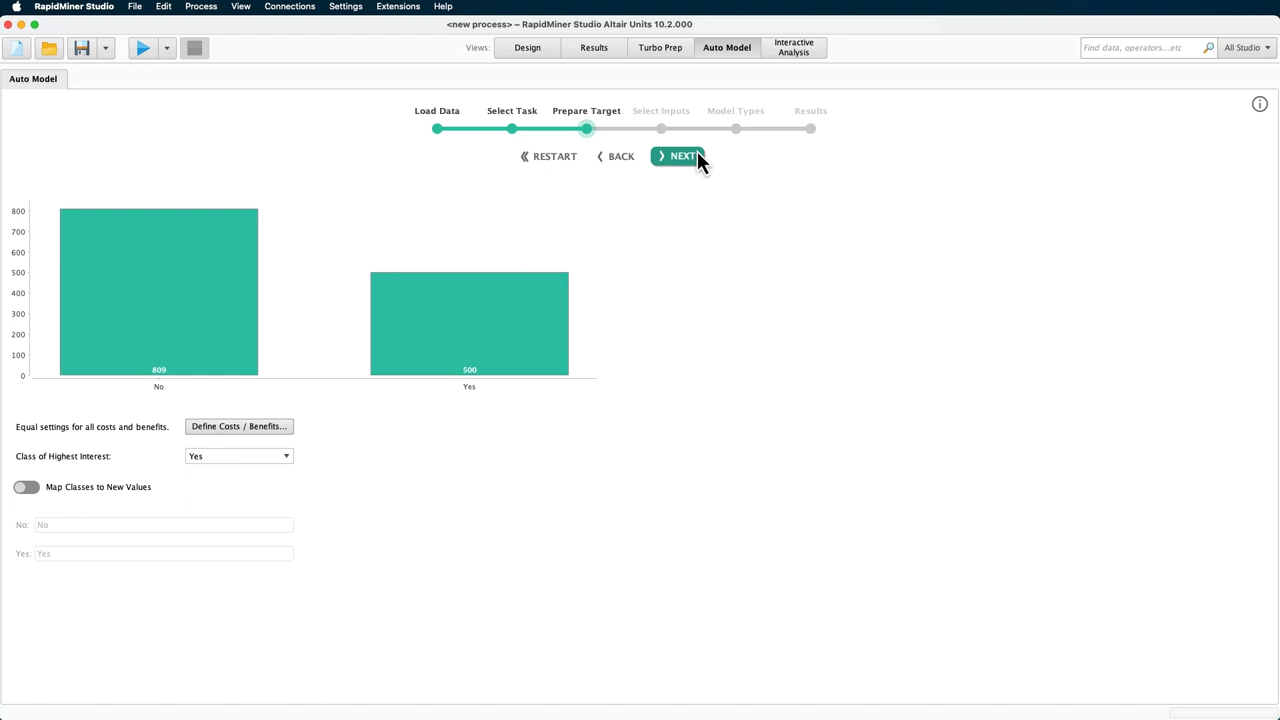 RapidMiner Studio File Edit Process View Connections Settings Extensions Help
<new process> – RapidMiner Studio Altair Units 10.2.000
Views: Design Results Turbo Prep Auto Model Interactive Analysis Find data, operators...etc All Studio
Auto Model
Load Data Select Task Prepare Target Select Inputs Model Types Results
RESTART BACK NEXT
800
700
600
500
400
300
200
100
0
809 500
No Yes
Equal settings for all costs and benefits. Define Costs / Benefits...
Class of Highest Interest: Yes
Map Classes to New Values
No: No
Yes: Yes